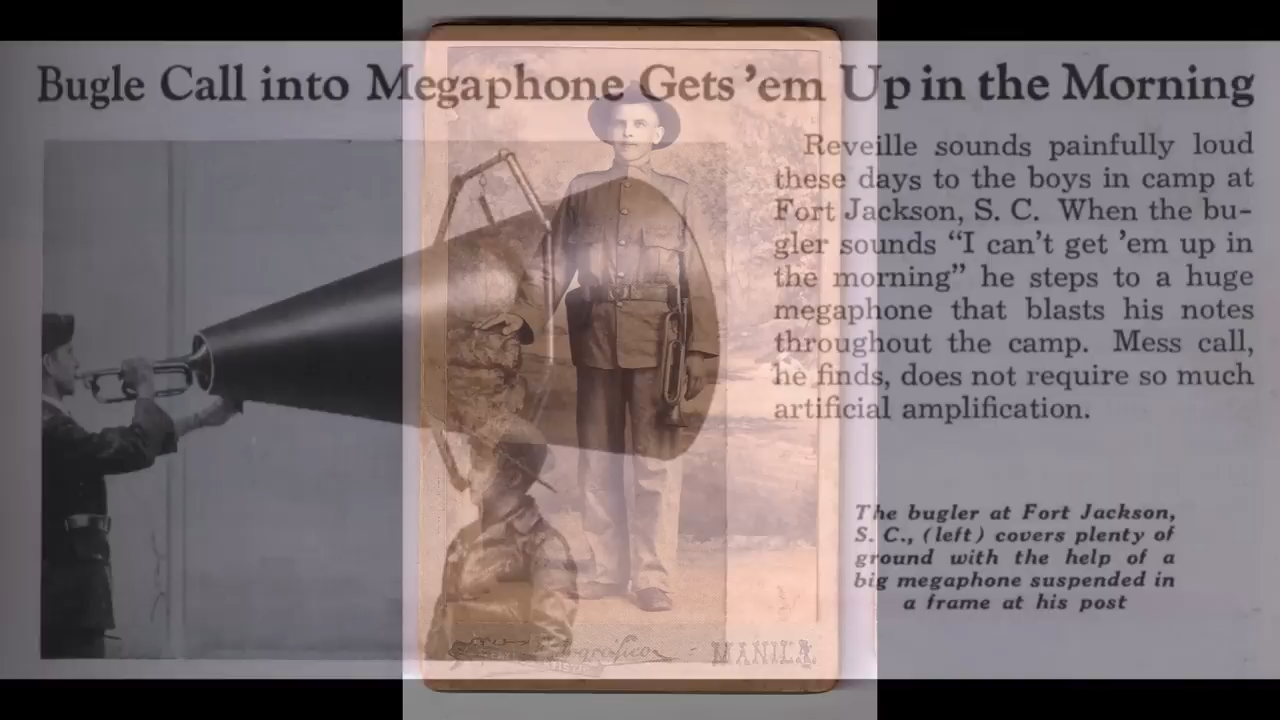 Bugle Call into Megaphone Gets 'em Up in the Morning
Reveille sounds painfully loud
these days to the boys in camp at
Fort Jackson, S. C. When the bu-
gler sounds “I can't get 'em up in
the morning” he steps to a huge
megaphone that blasts his notes
throughout the camp. Mess call,
he finds, does not require so much
artificial amplification.
The bugler at Fort Jackson,
S. C., (left) covers plenty of
ground with the help of a
big megaphone suspended in
a frame at his post
MANILA.